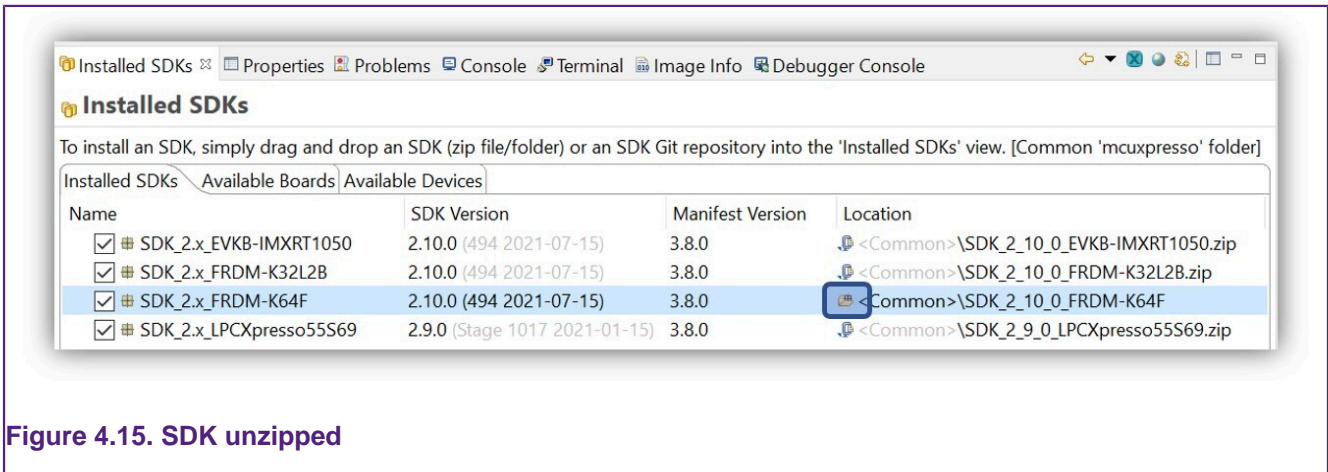 Installed SDKs Properties Problems Console Terminal Image Info Debugger Console
Installed SDKs
To install an SDK, simply drag and drop an SDK (zip file/folder) or an SDK Git repository into the 'Installed SDKs' view. [Common 'mcuxpresso' folder]
Installed SDKs Available Boards Available Devices
Name SDK Version Manifest Version Location
SDK_2.x_EVKB-IMXRT1050 2.10.0 (494 2021-07-15) 3.8.0 <Common>\SDK_2_10_0_EVKB-IMXRT1050.zip
SDK_2.x_FRDM-K32L2B 2.10.0 (494 2021-07-15) 3.8.0 <Common>\SDK_2_10_0_FRDM-K32L2B.zip
SDK_2.x_FRDM-K64F 2.10.0 (494 2021-07-15) 3.8.0 <Common>\SDK_2_10_0_FRDM-K64F
SDK_2.x_LPCXpresso55S69 2.9.0 (Stage 1017 2021-01-15) 3.8.0 <Common>\SDK_2_9_0_LPCXpresso55S69.zip
Figure 4.15. SDK unzipped